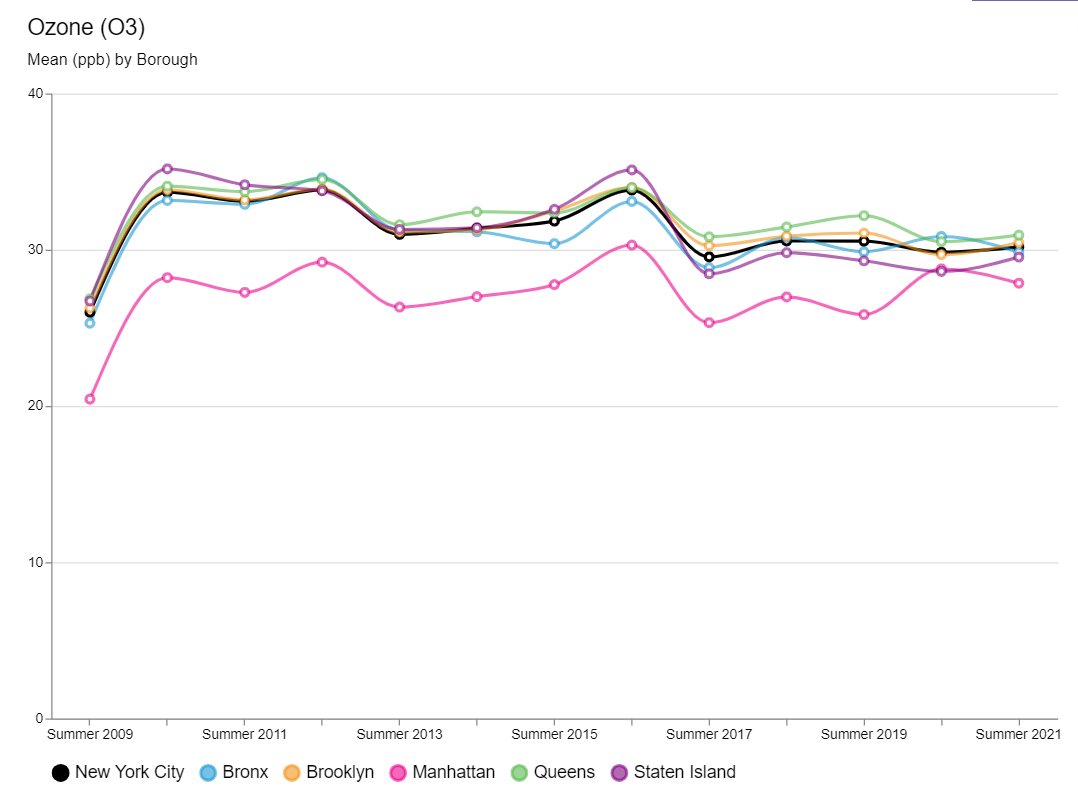 Ozone (O3)
Mean (ppb) by Borough
40
30
20
10
0
Summer 2009 Summer 2011 Summer 2013 Summer 2015 Summer 2017 Summer 2019 Summer 2021
New York City Bronx Brooklyn Manhattan Queens Staten Island